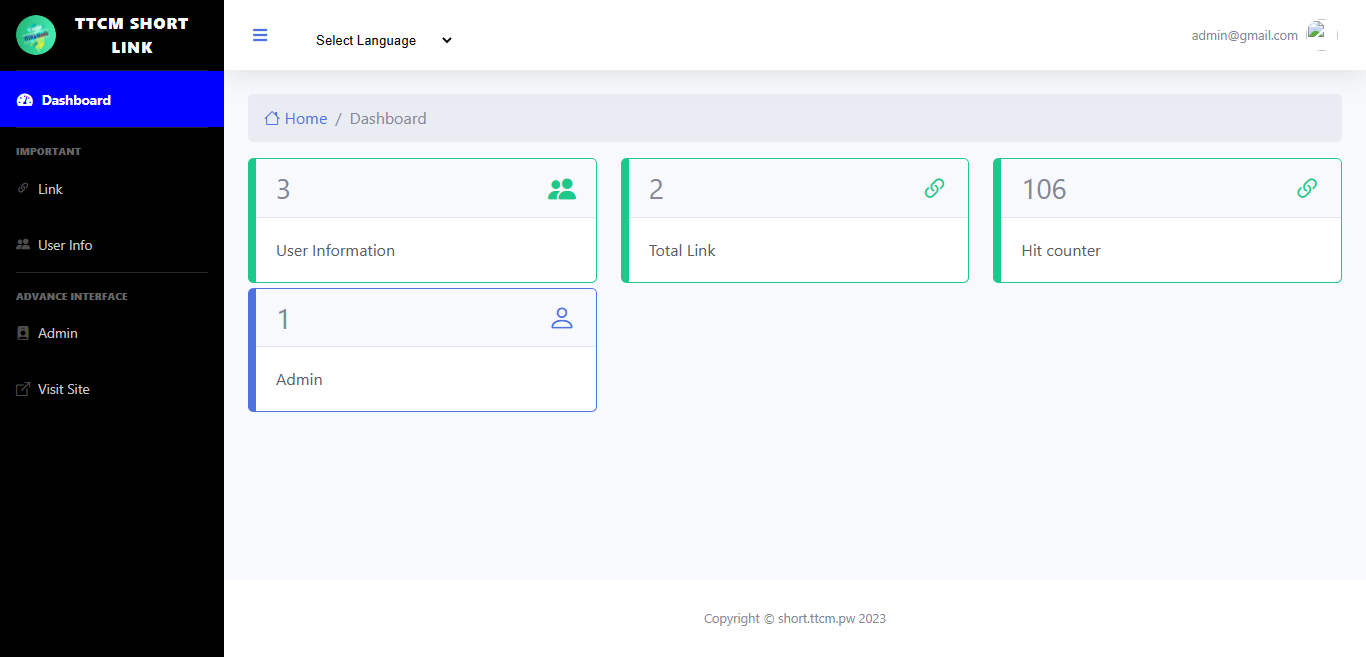 TTCM SHORT
LINK
Select Language
admin@gmail.com
Dashboard
IMPORTANT
Link
User Info
ADVANCE INTERFACE
Admin
Visit Site
Home / Dashboard
3
User Information
2
Total Link
106
Hit counter
1
Admin
Copyright © short.ttcm.pw 2023